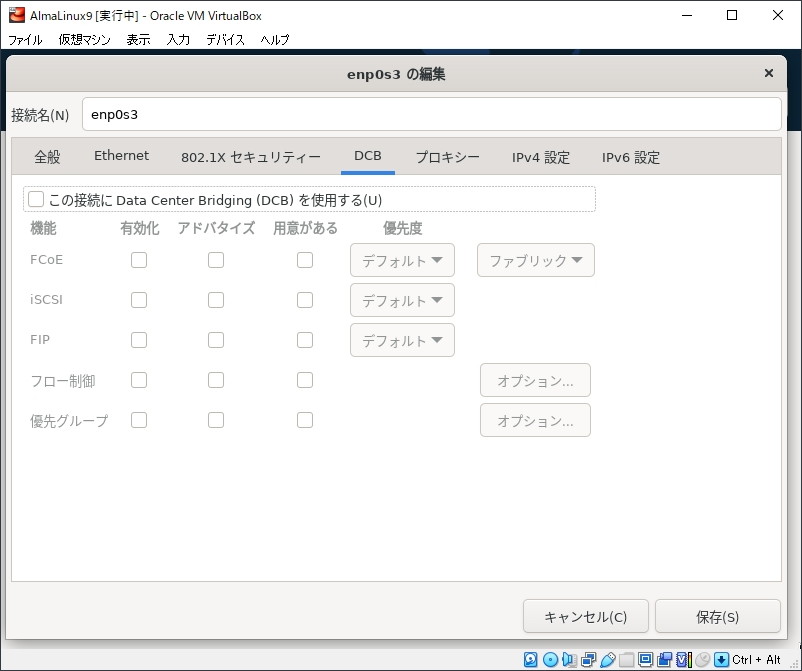 AlmaLinux9 [実行中] - Oracle VM VirtualBox
ファイル 仮想マシン 表示 入力 デバイス ヘルプ
enp0s3 の編集
接続名(N) enp0s3
全般 Ethernet 802.1X セキュリティー DCB プロキシー IPv4 設定 IPv6 設定
この接続に Data Center Bridging (DCB) を使用する(U)
機能 有効化 アドバタイズ 用意がある 優先度
FCoE デフォルト ファブリック
iSCSI デフォルト
FIP デフォルト
フロー制御 オプション...
優先グループ オプション...
キャンセル(C) 保存(S)
Ctrl + Alt